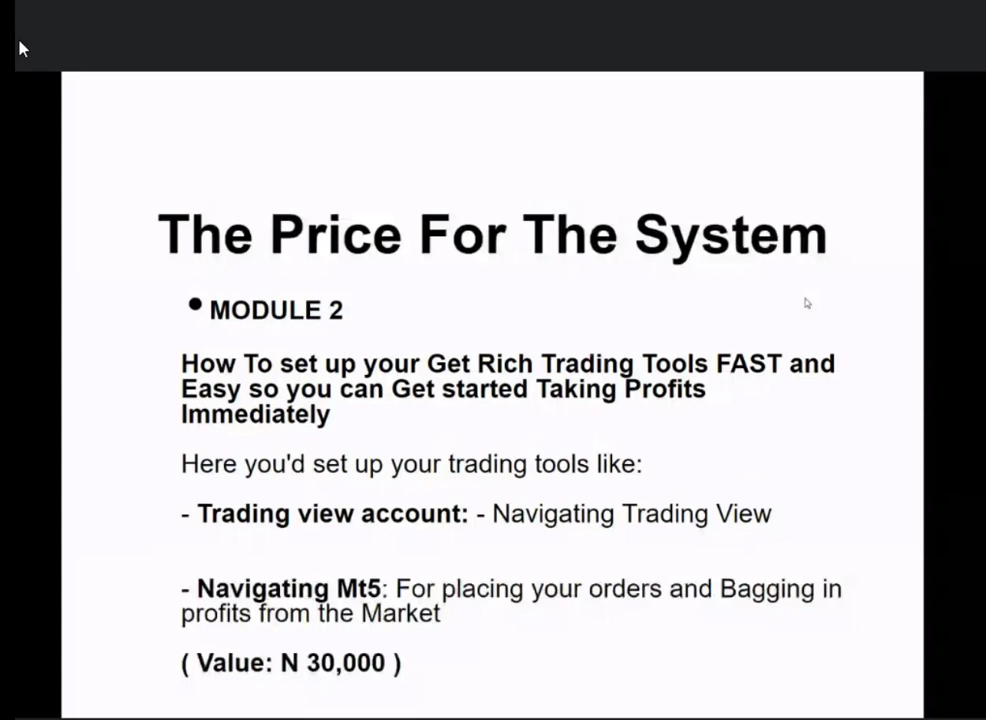 The Price For The System
• MODULE 2
How To set up your Get Rich Trading Tools FAST and
Easy so you can Get started Taking Profits
Immediately
Here you'd set up your trading tools like:
- Trading view account: - Navigating Trading View
- Navigating Mt5: For placing your orders and Bagging in
profits from the Market
( Value: N 30,000 )